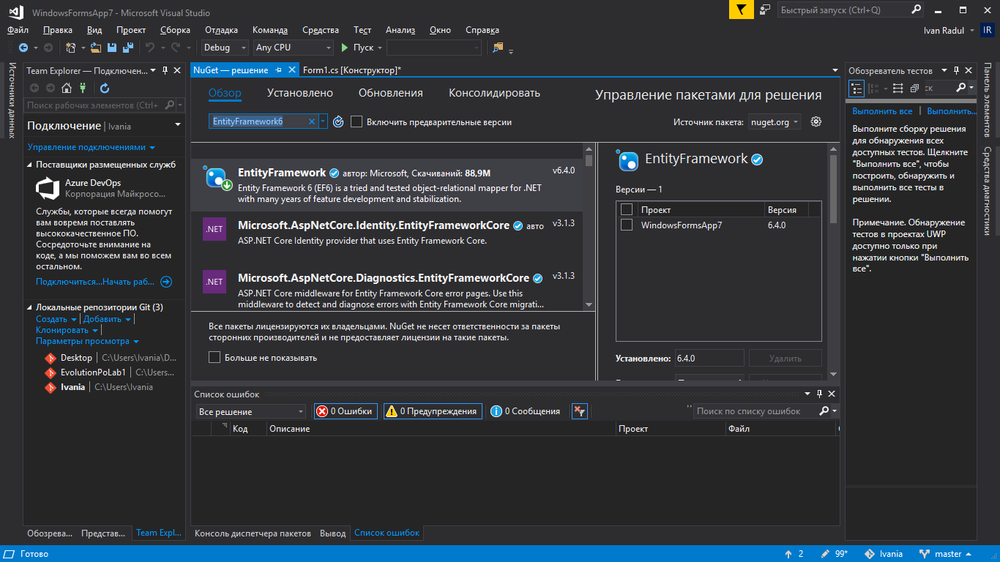 WindowsFormsApp7 - Microsoft Visual Studio
Быстрый запуск (Ctrl+Q)
Файл Правка Вид Проект Сборка Отладка Команда Средства Тест Анализ Окно Справка
Ivan Radul IR
Debug Any CPU Пуск
Источники данных
Team Explorer — Подключен...
Поиск рабочих элементов (Ctrl+
Подключение | Ivania
Управление подключениями
Поставщики размещенных служб
Azure DevOps
Корпорация Майкросо...
Службы, которые всегда помогут
вам вовремя поставлять
высококачественное ПО.
Сосредоточьте внимание на
коде, а мы поможем вам во всем
остальном.
Подключиться...Начать раб...
Локальные репозитории Git (3)
Создать | Добавить |
Клонировать |
Параметры просмотра
Desktop | C:\Users\Ivania\D...
EvolutionPoLab1 | C:\Users...
Ivania | C:\Users\Ivania
Обозрева... Представ... Team Expl...
NuGet — решение Form1.cs [Конструктор]*
Обзор Установлено Обновления Консолидировать
Управление пакетами для решения
EntityFramework6
Включить предварительные версии
Источник пакета: nuget.org
EntityFramework автор: Microsoft, Скачиваний: 88,9M v6.4.0
Entity Framework 6 (EF6) is a tried and tested object-relational mapper for .NET
with many years of feature development and stabilization.
.NET
Microsoft.AspNetCore.Identity.EntityFrameworkCore авто v3.1.3
ASP.NET Core Identity provider that uses Entity Framework Core.
.NET
Microsoft.AspNetCore.Diagnostics.EntityFrameworkCore v3.1.3
ASP.NET Core middleware for Entity Framework Core error pages. Use this
middleware to detect and diagnose errors with Entity Framework Core migrati...
Все пакеты лицензируются их владельцами. NuGet не несет ответственности за пакеты
сторонних производителей и не предоставляет лицензии на такие пакеты.
Больше не показывать
EntityFramework
Версии — 1
Проект Версия
WindowsFormsApp7 6.4.0
Установлено: 6.4.0 Удалить
Список ошибок
Все решение 0 Ошибки 0 Предупреждения 0 Сообщения
Поиск по списку ошибок
Код Описание Проект Файл
Консоль диспетчера пакетов Вывод Список ошибок
Обозреватель тестов
ск
Выполнить все | Выполнить...
Выполните сборку решения
для обнаружения всех
доступных тестов. Щелкните
"Выполнить все", чтобы
построить, обнаружить и
выполнить все тесты в
решении.
Примечание. Обнаружение
тестов в проектах UWP
доступно только при
нажатии кнопки "Выполнить
все".
Панель элементов
Средства диагностики
Готово
2 99* Ivania master